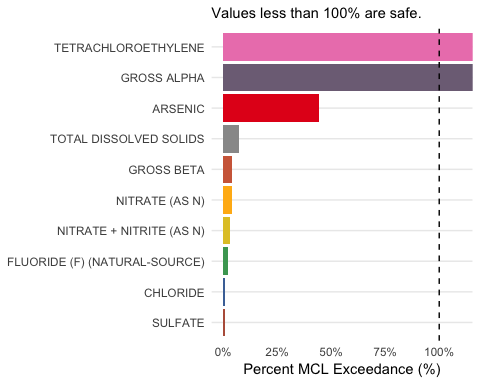 Values less than 100% are safe.
TETRACHLOROETHYLENE
GROSS ALPHA
ARSENIC
TOTAL DISSOLVED SOLIDS
GROSS BETA
NITRATE (AS N)
NITRATE + NITRITE (AS N)
FLUORIDE (F) (NATURAL-SOURCE)
CHLORIDE
SULFATE
0% 25% 50% 75% 100%
Percent MCL Exceedance (%)